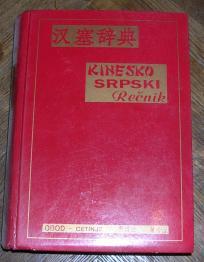 汉塞辞典
KINESKO
SRPSKI
Rečnik
OBOD - CETINJE